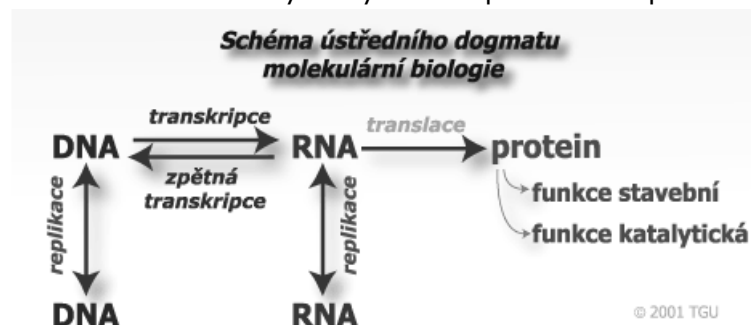 Schéma ústředního dogmatu
molekulární biologie
transkripce
DNA RNA translace protein
zpětná
transkripce
replikace
replikace
funkce stavební
funkce katalytická
DNA RNA
© 2001 TGU